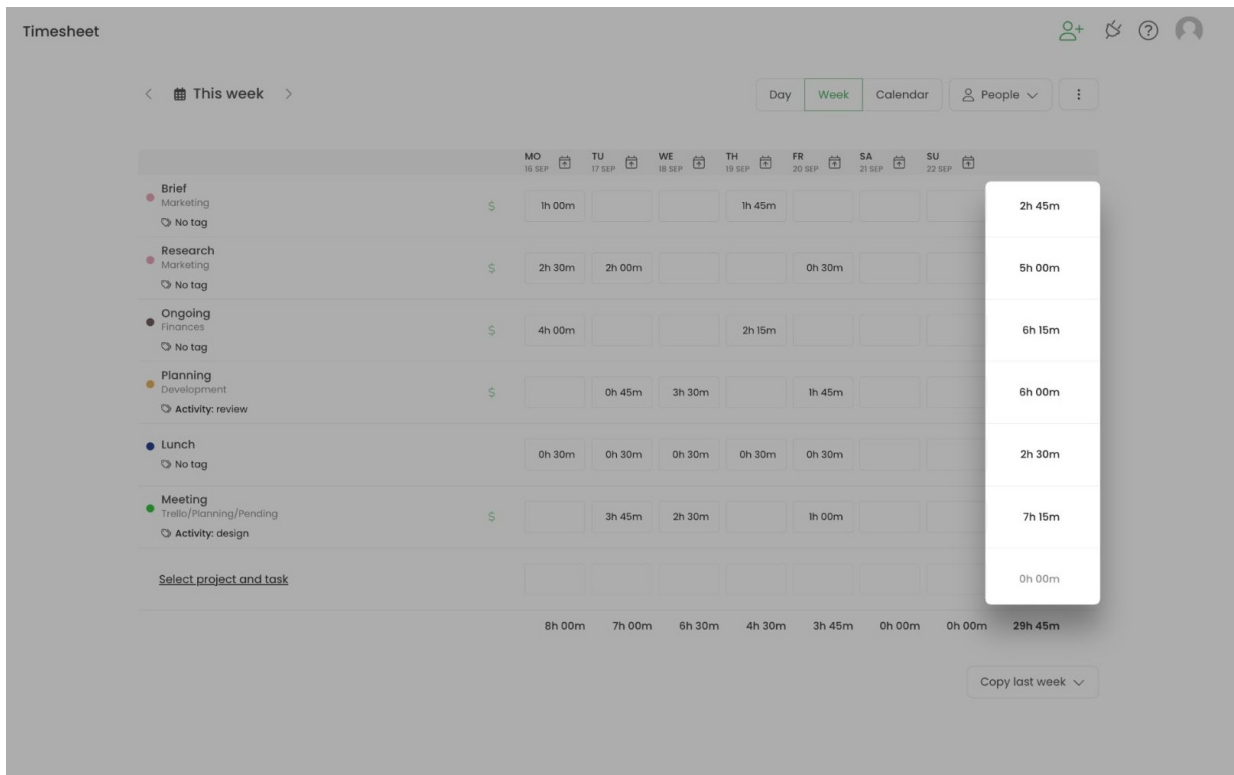 Timesheet
This week
Day Week Calendar People
MO TU WE TH FR SA SU
16 SEP 17 SEP 18 SEP 19 SEP 20 SEP 21 SEP 22 SEP
Brief
Marketing
$ 1h 00m 1h 45m 2h 45m
No tag
Research
Marketing
$ 2h 30m 2h 00m 0h 30m 5h 00m
No tag
Ongoing
Finances
$ 4h 00m 2h 15m 6h 15m
No tag
Planning
Development
$ 0h 45m 3h 30m 1h 45m 6h 00m
Activity: review
Lunch
0h 30m 0h 30m 0h 30m 0h 30m 0h 30m 2h 30m
No tag
Meeting
Trello/Planning/Pending
$ 3h 45m 2h 30m 1h 00m 7h 15m
Activity: design
Select project and task 0h 00m
8h 00m 7h 00m 6h 30m 4h 30m 3h 45m 0h 00m 0h 00m 29h 45m
Copy last week